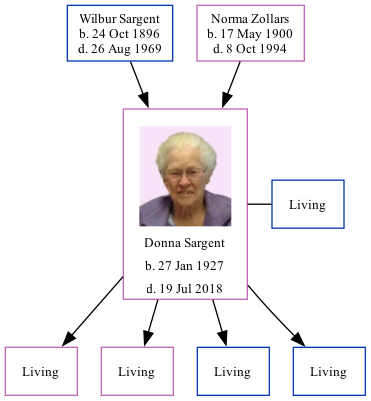 Wilbur Sargent
b. 24 Oct 1896
d. 26 Aug 1969
Norma Zollars
b. 17 May 1900
d. 8 Oct 1994
Donna Sargent
b. 27 Jan 1927
d. 19 Jul 2018
Living
Living
Living
Living
Living